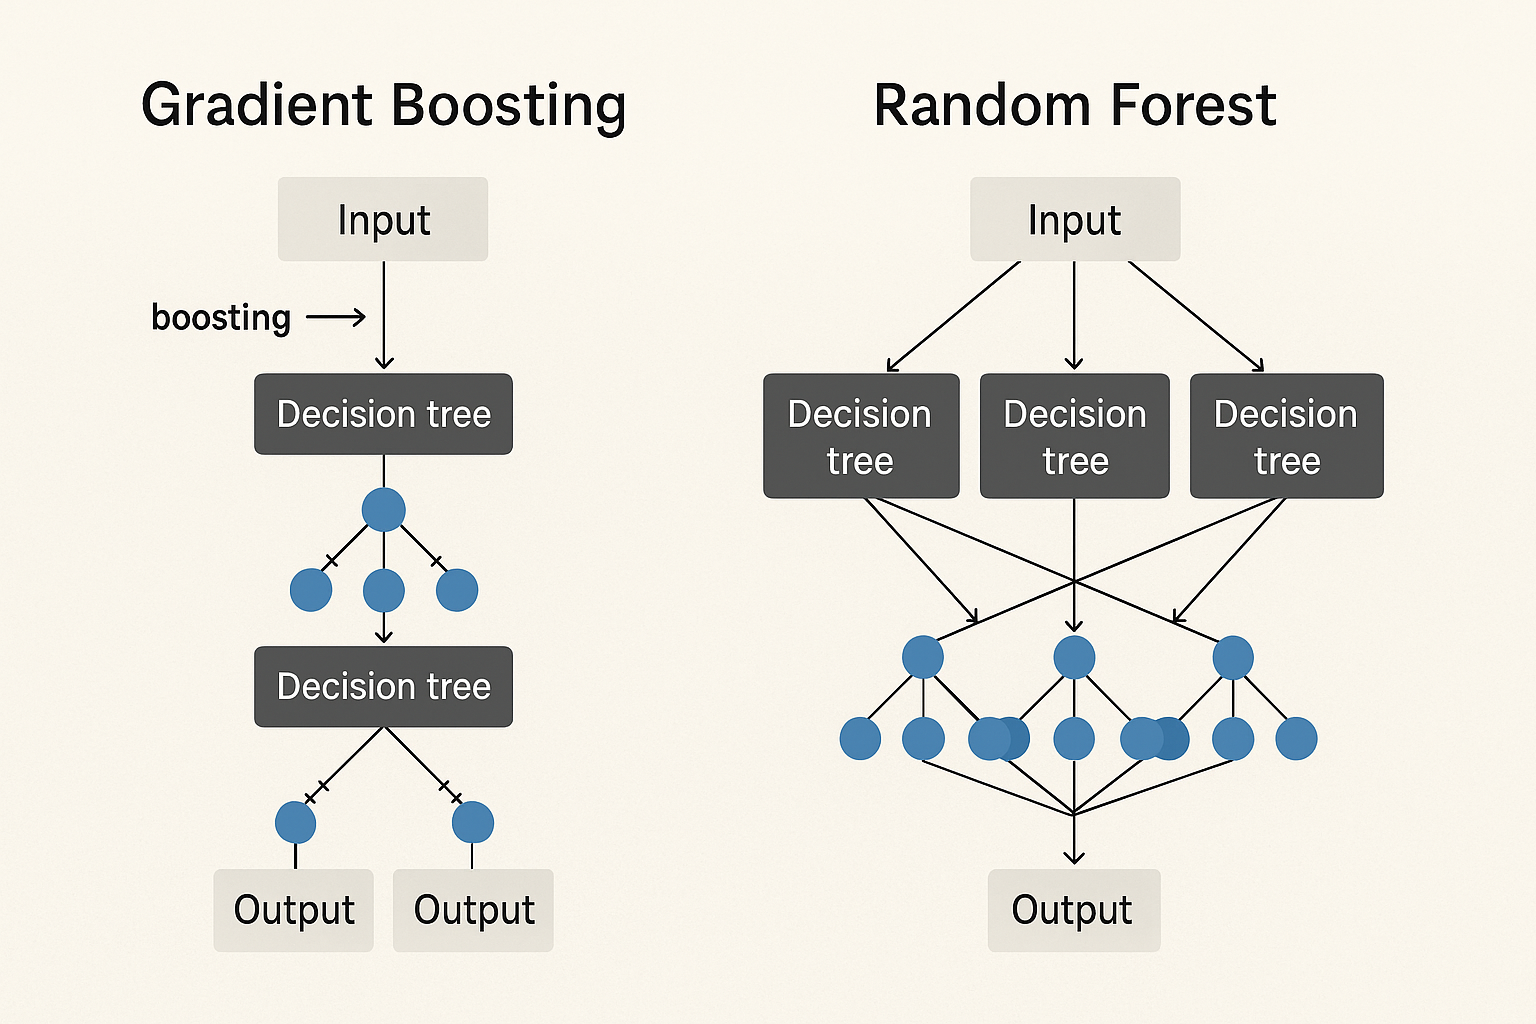 Gradient Boosting
Input
boosting
Decision tree
Decision tree
Output
Output
Random Forest
Input
Decision
tree
Decision
tree
Decision
tree
Output